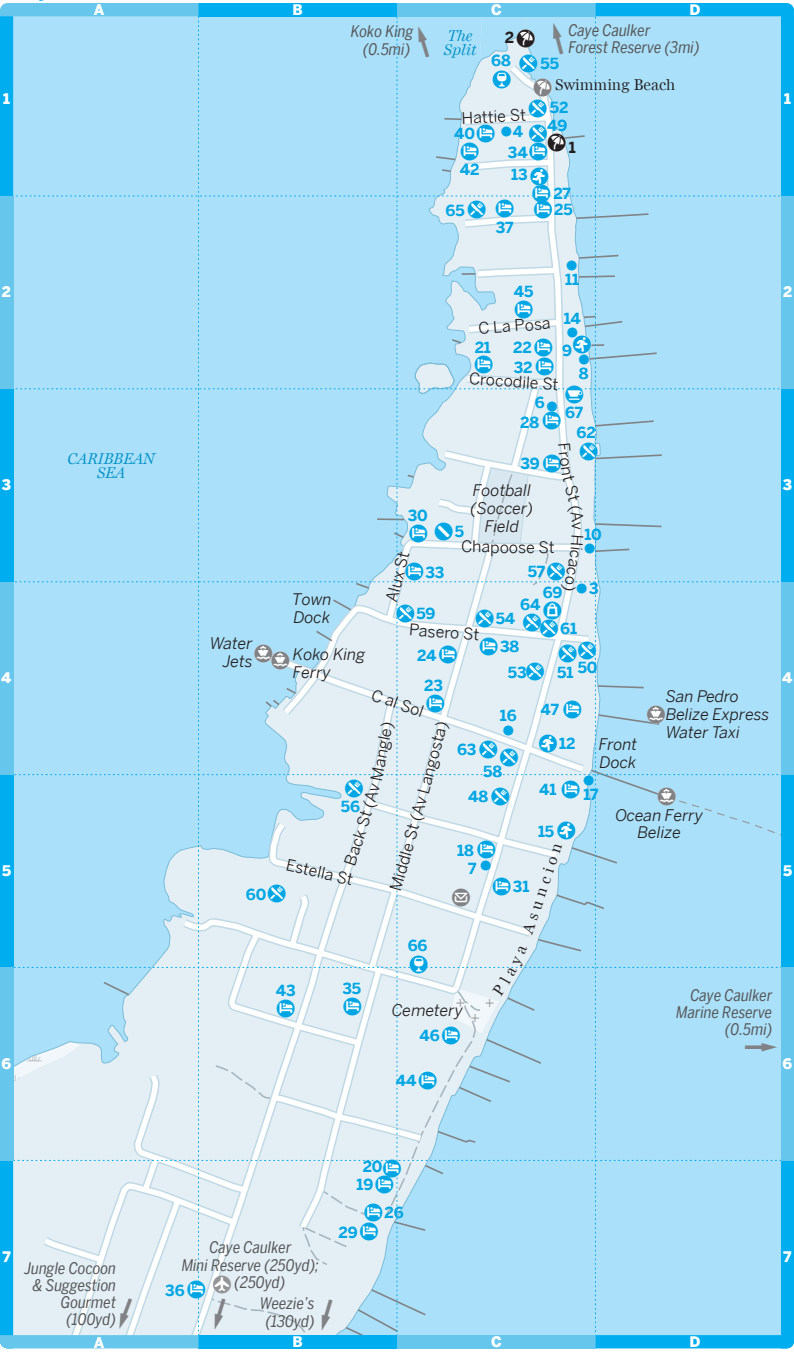 A B C D
Koko King
(0.5mi)
The
Split
2
Caye Caulker
Forest Reserve (3mi)
68
55
Swimming Beach
1
1
52
Hattie St
49
40
4
1
34
42
13
27
65
25
37
11
2
2
45
14
C La Posa
21
22
9
32
8
Crocodile St
6
67
28
62
CARIBBEAN
SEA
39
Front St (Av Hicaco)
3
3
Football
(Soccer)
Field
30
5
10
Chapoose St
Alux St
33
57
3
69
Town
Dock
59
54
64
61
Pasero St
Water
Jets
Koko King
Ferry
24
38
53
51
50
4
4
23
C al Sol
47
San Pedro
Belize Express
Water Taxi
16
63
12
Front
Dock
58
Back St (Av Mangle)
Middle St (Av Langosta)
56
48
41
17
Ocean Ferry
Belize
15
18
7
5
5
Estella St
31
60
Playa Asuncion
66
43
35
Cemetery
Caye Caulker
Marine Reserve
(0.5mi)
46
6
6
44
20
19
26
29
7
7
Jungle Cocoon
& Suggestion
Gourmet
(100yd)
Caye Caulker
Mini Reserve (250yd);
(250yd)
36
Weezie's
(130yd)
A B C D